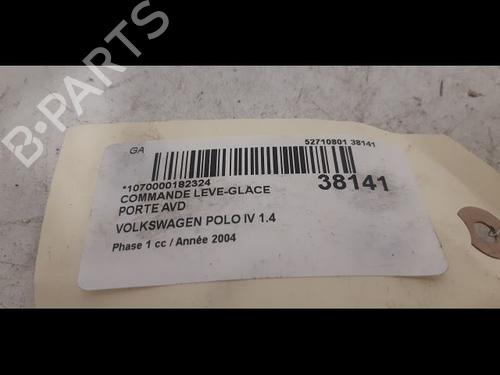 B-PARTS
GA
52710801 38141
*1070000182324
38141
COMMANDE LEVE-GLACE
PORTE AVD
VOLKSWAGEN POLO IV 1.4
Phase 1 cc / Année 2004